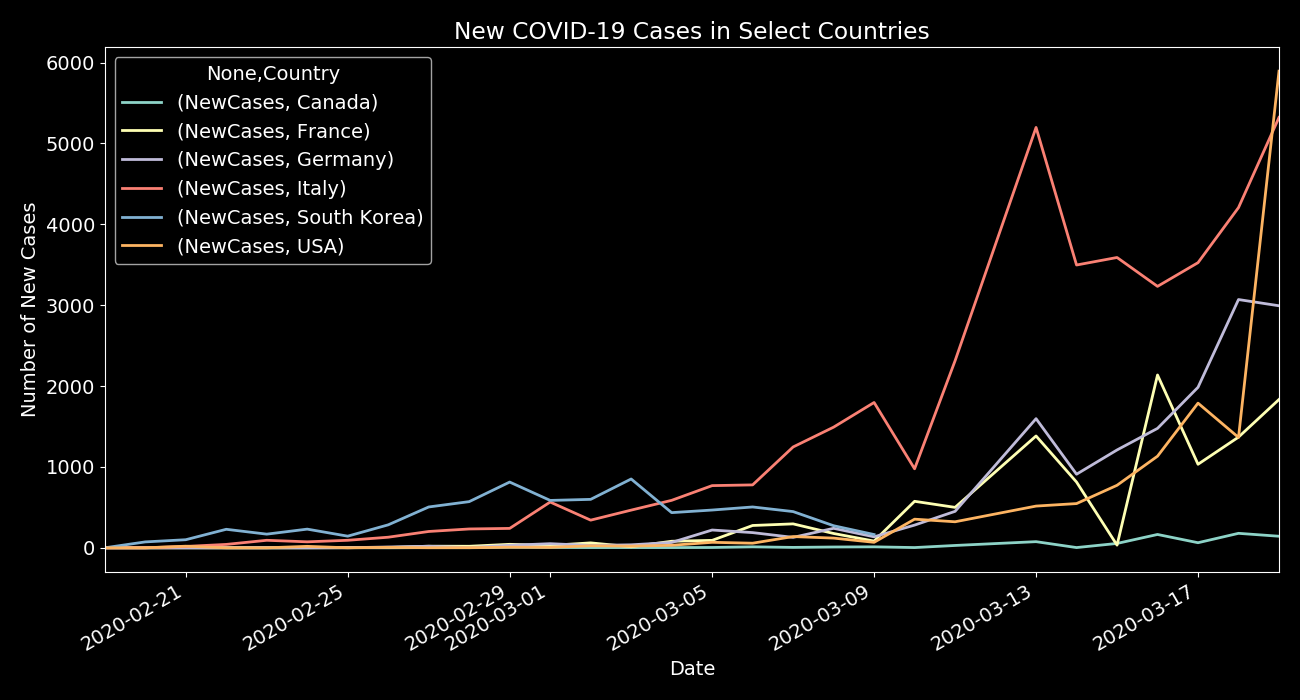 New COVID-19 Cases in Select Countries
6000
5000
4000
3000
2000
1000
0
Number of New Cases
None,Country
(NewCases, Canada)
(NewCases, France)
(NewCases, Germany)
(NewCases, Italy)
(NewCases, South Korea)
(NewCases, USA)
2020-02-21
2020-02-25
2020-02-29
2020-03-01
2020-03-05
2020-03-09
2020-03-13
2020-03-17
Date